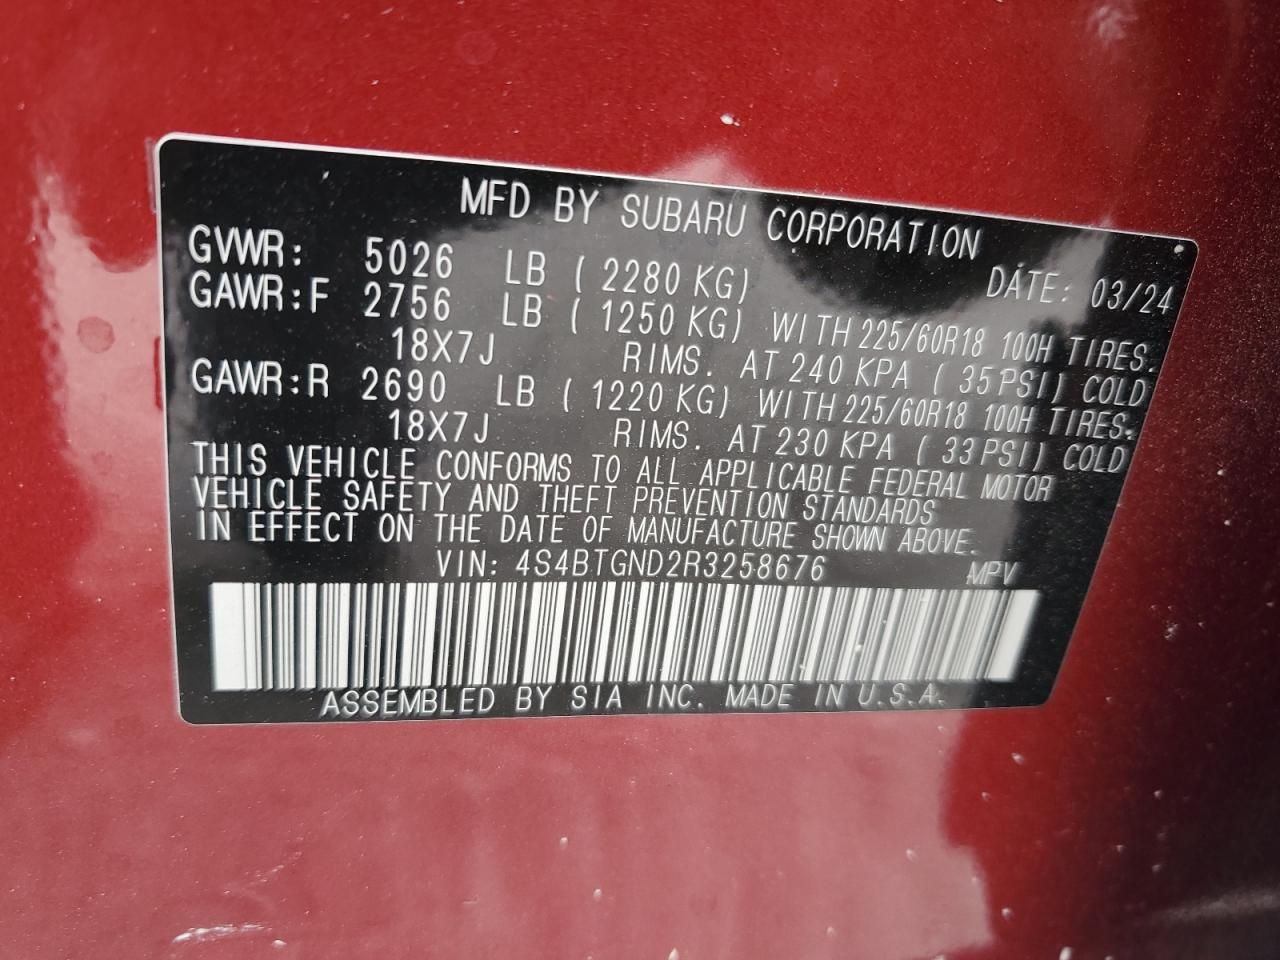 MFD BY SUBARU CORPORATION
GVWR: 5026 LB ( 2280 KG) DATE: 03/24
GAWR:F 2756 LB ( 1250 KG) WITH 225/60R18 100H TIRES.
18X7J RIMS. AT 240 KPA ( 35PSI) COLD
GAWR:R 2690 LB ( 1220 KG) WITH 225/60R18 100H TIRES.
18X7J RIMS. AT 230 KPA ( 33PSI) COLD
THIS VEHICLE CONFORMS TO ALL APPLICABLE FEDERAL MOTOR
VEHICLE SAFETY AND THEFT PREVENTION STANDARDS
IN EFFECT ON THE DATE OF MANUFACTURE SHOWN ABOVE.
VIN: 4S4BTGND2R3258676 MPV
ASSEMBLED BY SIA INC. MADE IN U.S.A.